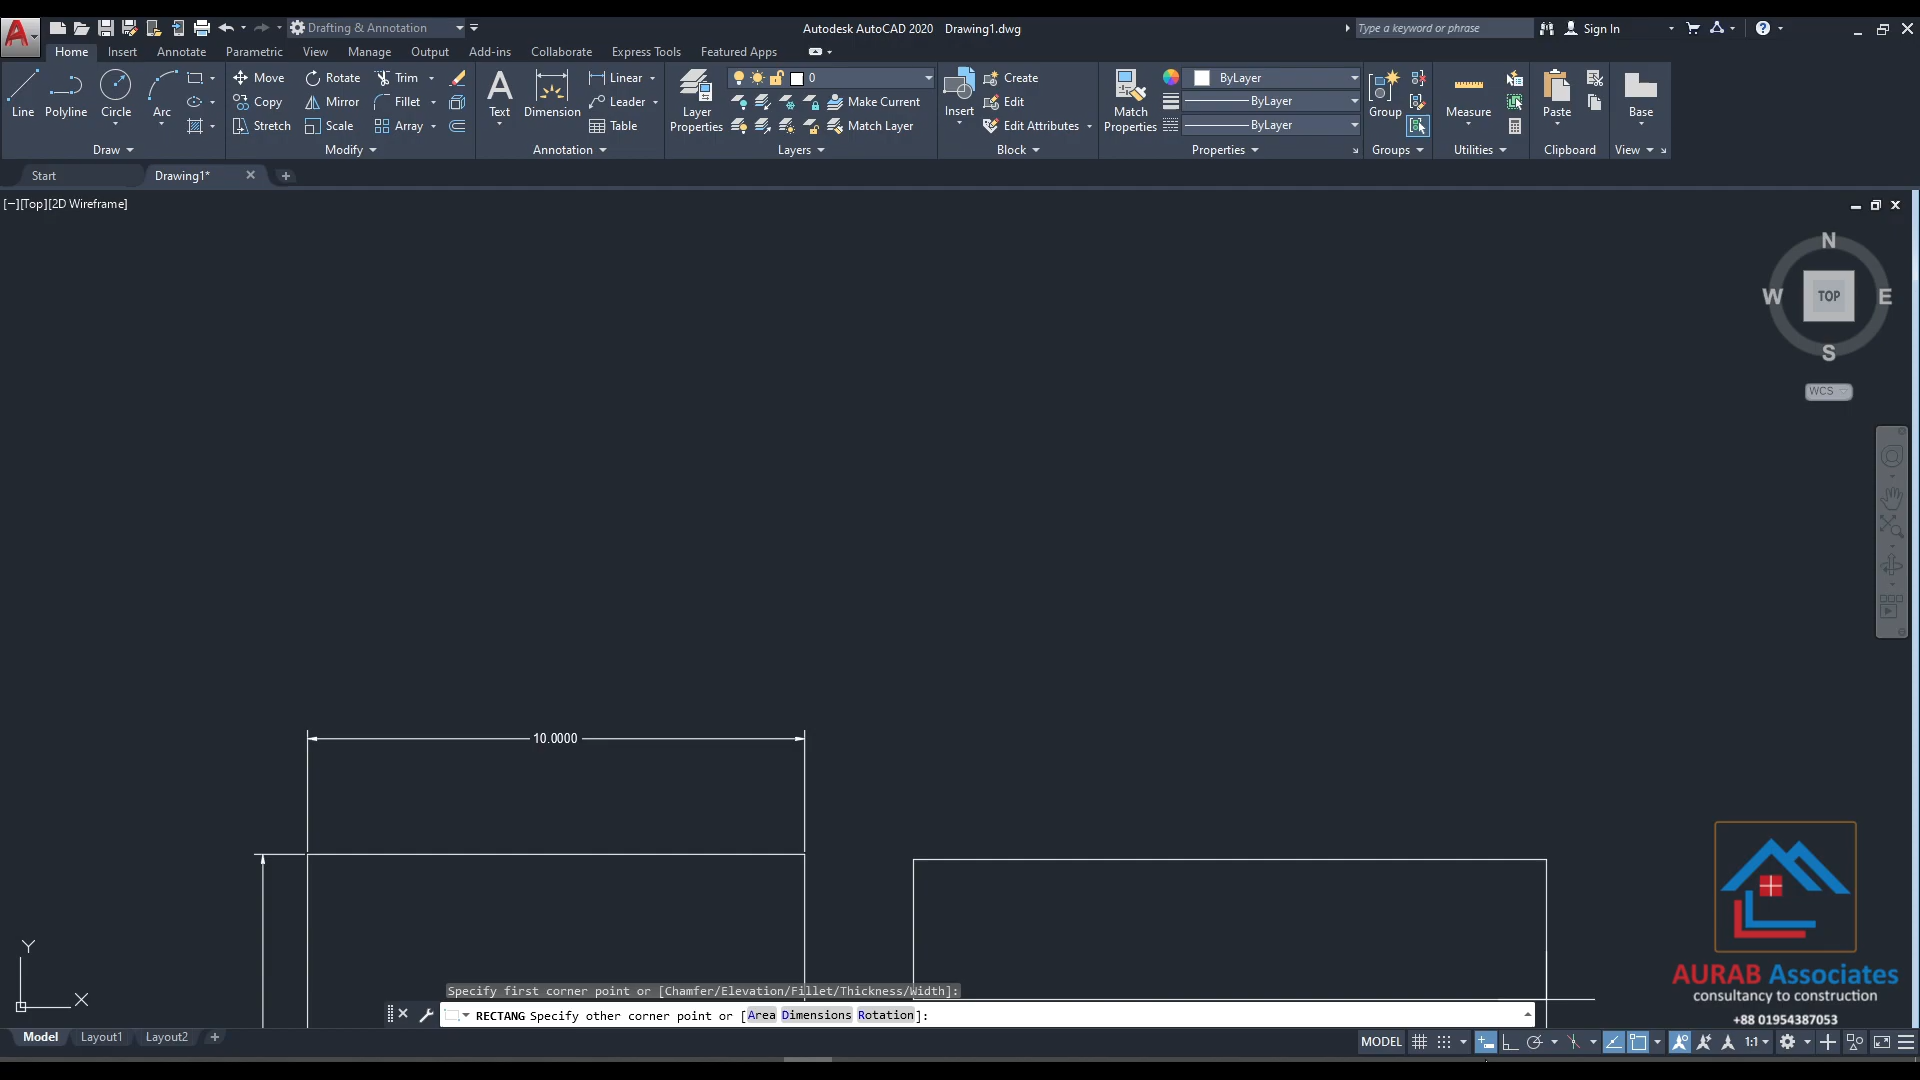 Drafting & Annotation
Autodesk AutoCAD 2020 Drawing1.dwg
Type a keyword or phrase
Sign In
Home Insert Annotate Parametric View Manage Output Add-ins Collaborate Express Tools Featured Apps
Line Polyline Circle Arc
Draw
Move Rotate Trim
Copy Mirror Fillet
Stretch Scale Array
Modify
Text Dimension
Linear
Leader
Table
Annotation
Layer Properties
0
Make Current
Match Layer
Layers
Insert
Create
Edit
Edit Attributes
Block
Match Properties
ByLayer
ByLayer
ByLayer
Properties
Group
Groups
Measure
Utilities
Paste
Clipboard
Base
View
Start Drawing1*
[−][Top][2D Wireframe]
N
W TOP E
S
WCS
10.0000
Y
X
AURAB Associates
consultancy to construction
+88 01954387053
Specify first corner point or [Chamfer/Elevation/Fillet/Thickness/Width]:
RECTANG Specify other corner point or [Area Dimensions Rotation]:
Model Layout1 Layout2
MODEL 1:1